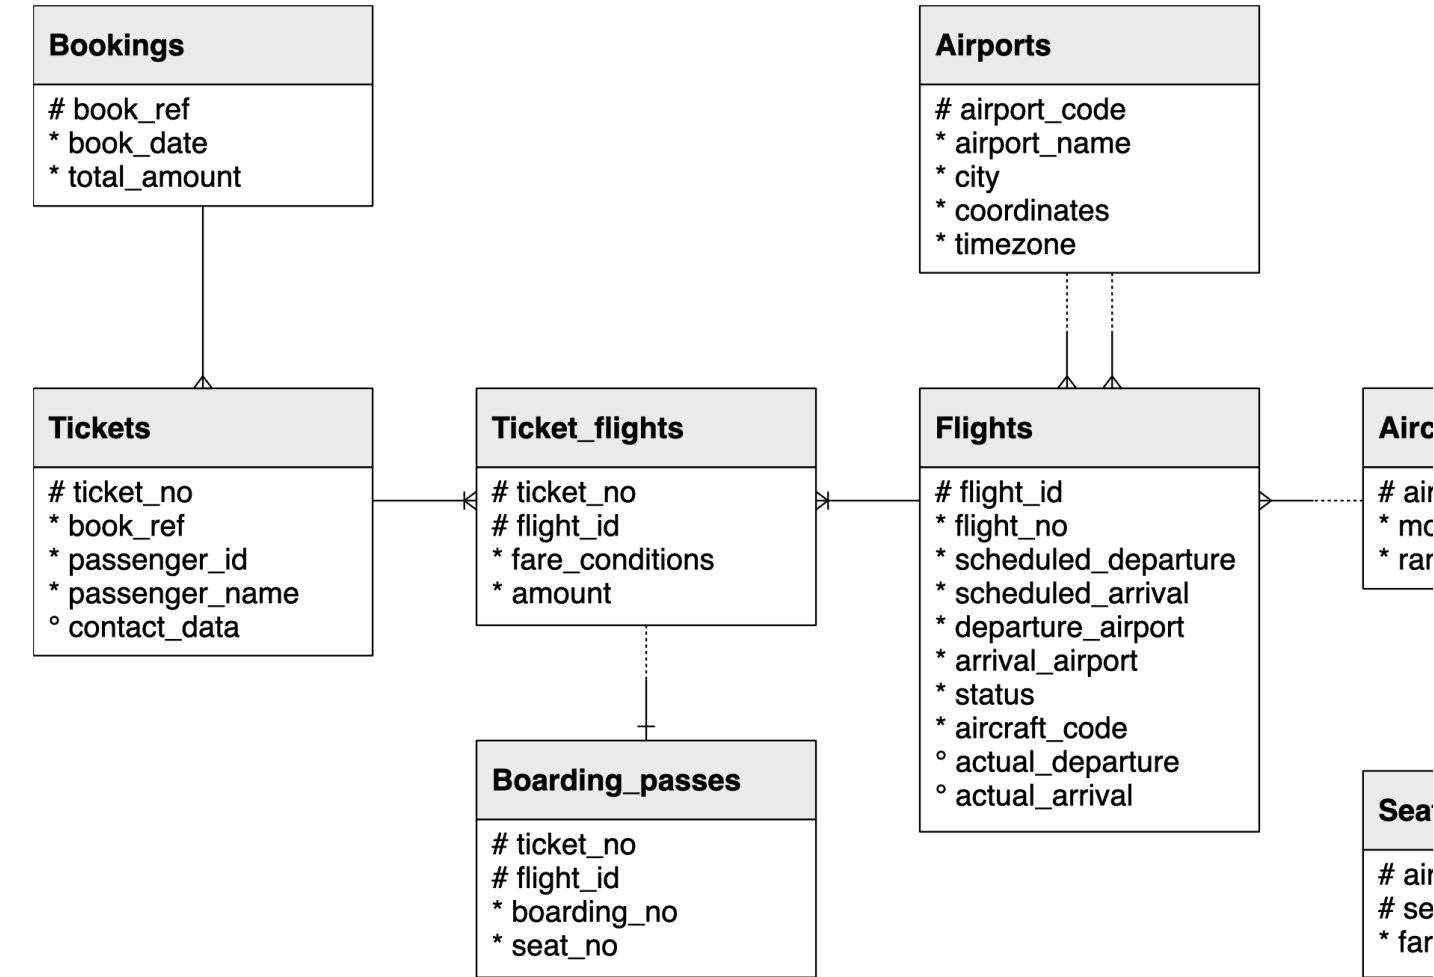 Bookings
# book_ref
* book_date
* total_amount
Airports
# airport_code
* airport_name
* city
* coordinates
* timezone
Tickets
# ticket_no
* book_ref
* passenger_id
* passenger_name
° contact_data
Ticket_flights
# ticket_no
# flight_id
* fare_conditions
* amount
Flights
# flight_id
* flight_no
* scheduled_departure
* scheduled_arrival
* departure_airport
* arrival_airport
* status
* aircraft_code
° actual_departure
° actual_arrival
Boarding_passes
# ticket_no
# flight_id
* boarding_no
* seat_no